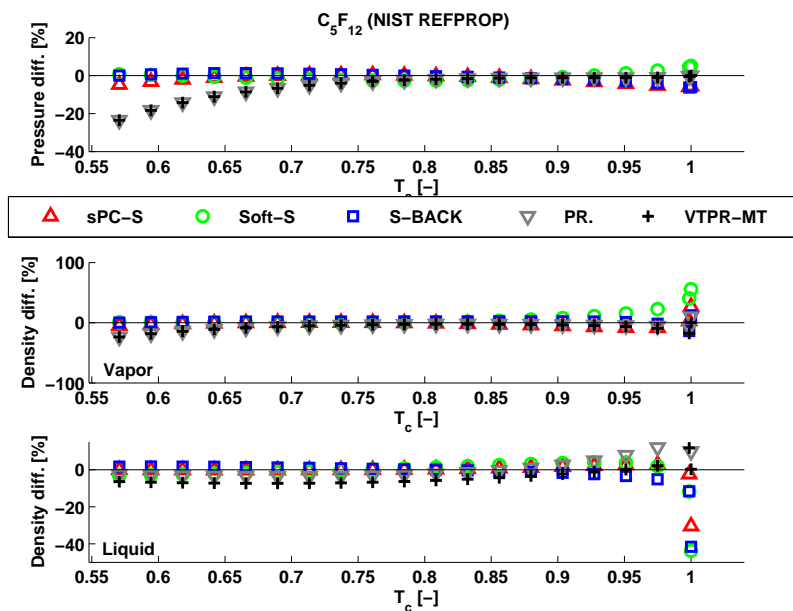 C5F12 (NIST REFPROP)
Pressure diff. [%]
20
0
−20
−40
0.55 0.6 0.65 0.7 0.75 0.8 0.85 0.9 0.95 1
sPC−S Soft−S S−BACK PR. VTPR−MT
Density diff. [%]
100
0
−100
Vapor
0.55 0.6 0.65 0.7 0.75 0.8 0.85 0.9 0.95 1
Tc [−]
Density diff. [%]
0
−20
−40
Liquid
0.55 0.6 0.65 0.7 0.75 0.8 0.85 0.9 0.95 1
Tc [−]